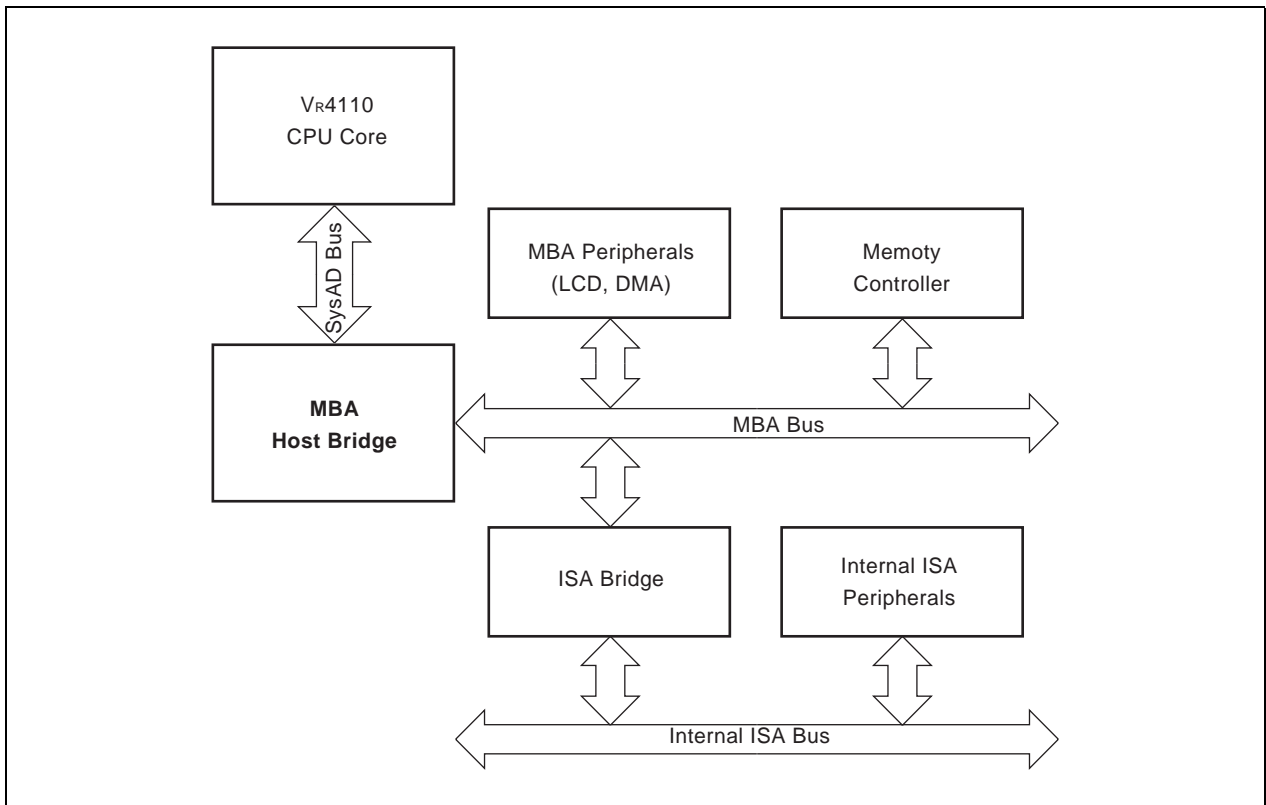 VR4110
CPU Core
SysAD Bus
MBA Peripherals
(LCD, DMA)
Memoty
Controller
MBA
Host Bridge
MBA Bus
ISA Bridge
Internal ISA
Peripherals
Internal ISA Bus